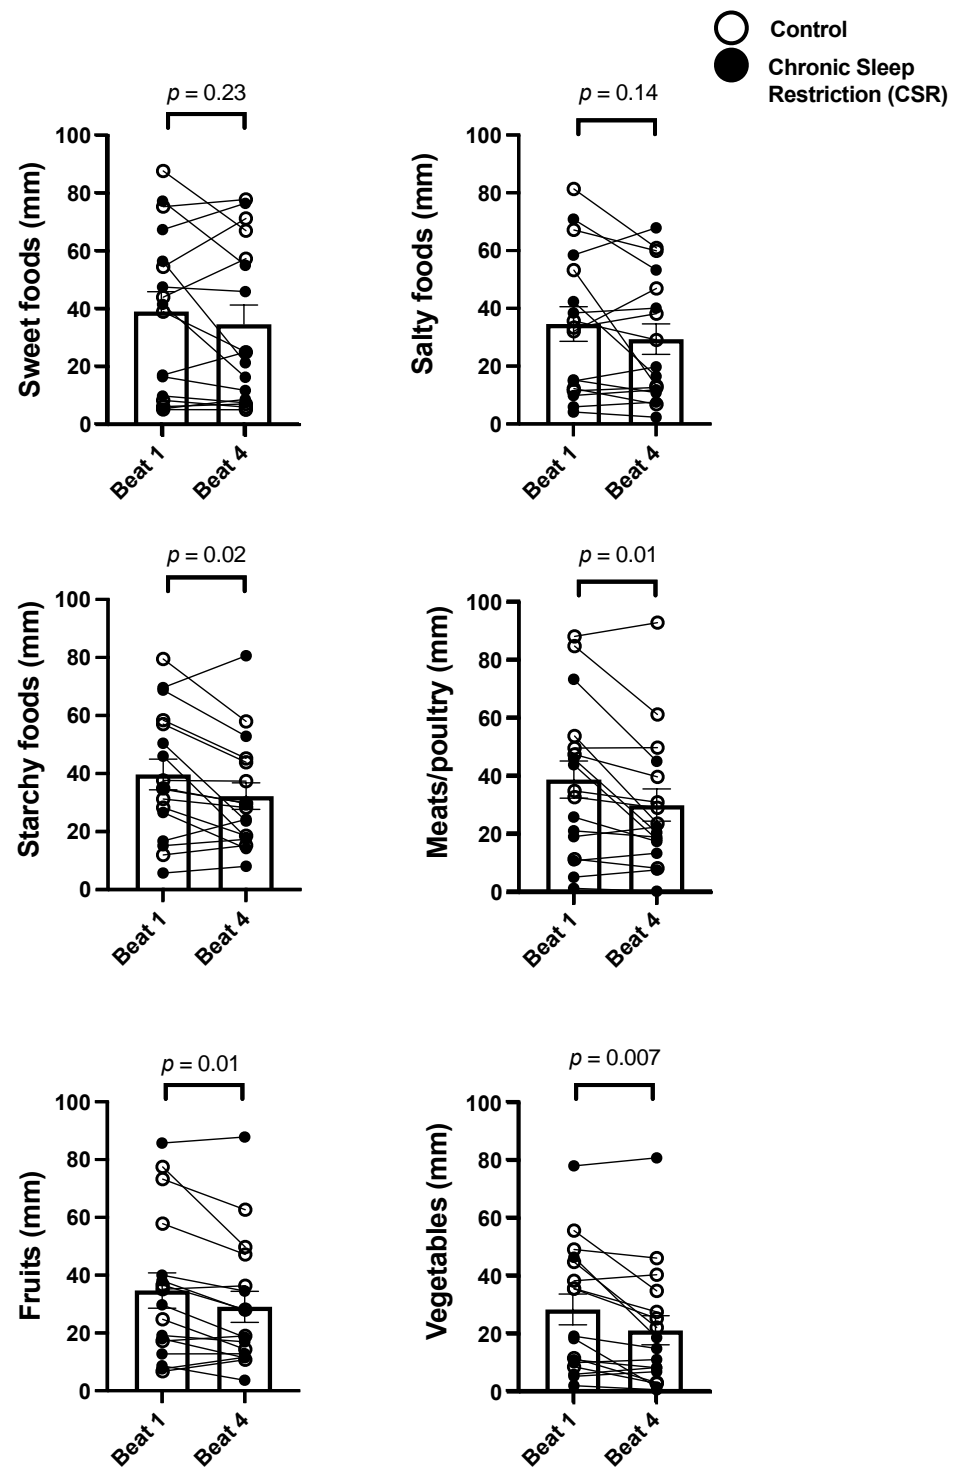 Control
Chronic Sleep
Restriction (CSR)
p = 0.23
Sweet foods (mm)
100
80
60
40
20
0
Beat 1
Beat 4
p = 0.14
Salty foods (mm)
100
80
60
40
20
0
Beat 1
Beat 4
p = 0.02
Starchy foods (mm)
100
80
60
40
20
0
Beat 1
Beat 4
p = 0.01
Meats/poultry (mm)
100
80
60
40
20
0
Beat 1
Beat 4
p = 0.01
Fruits (mm)
100
80
60
40
20
0
Beat 1
Beat 4
p = 0.007
Vegetables (mm)
100
80
60
40
20
0
Beat 1
Beat 4